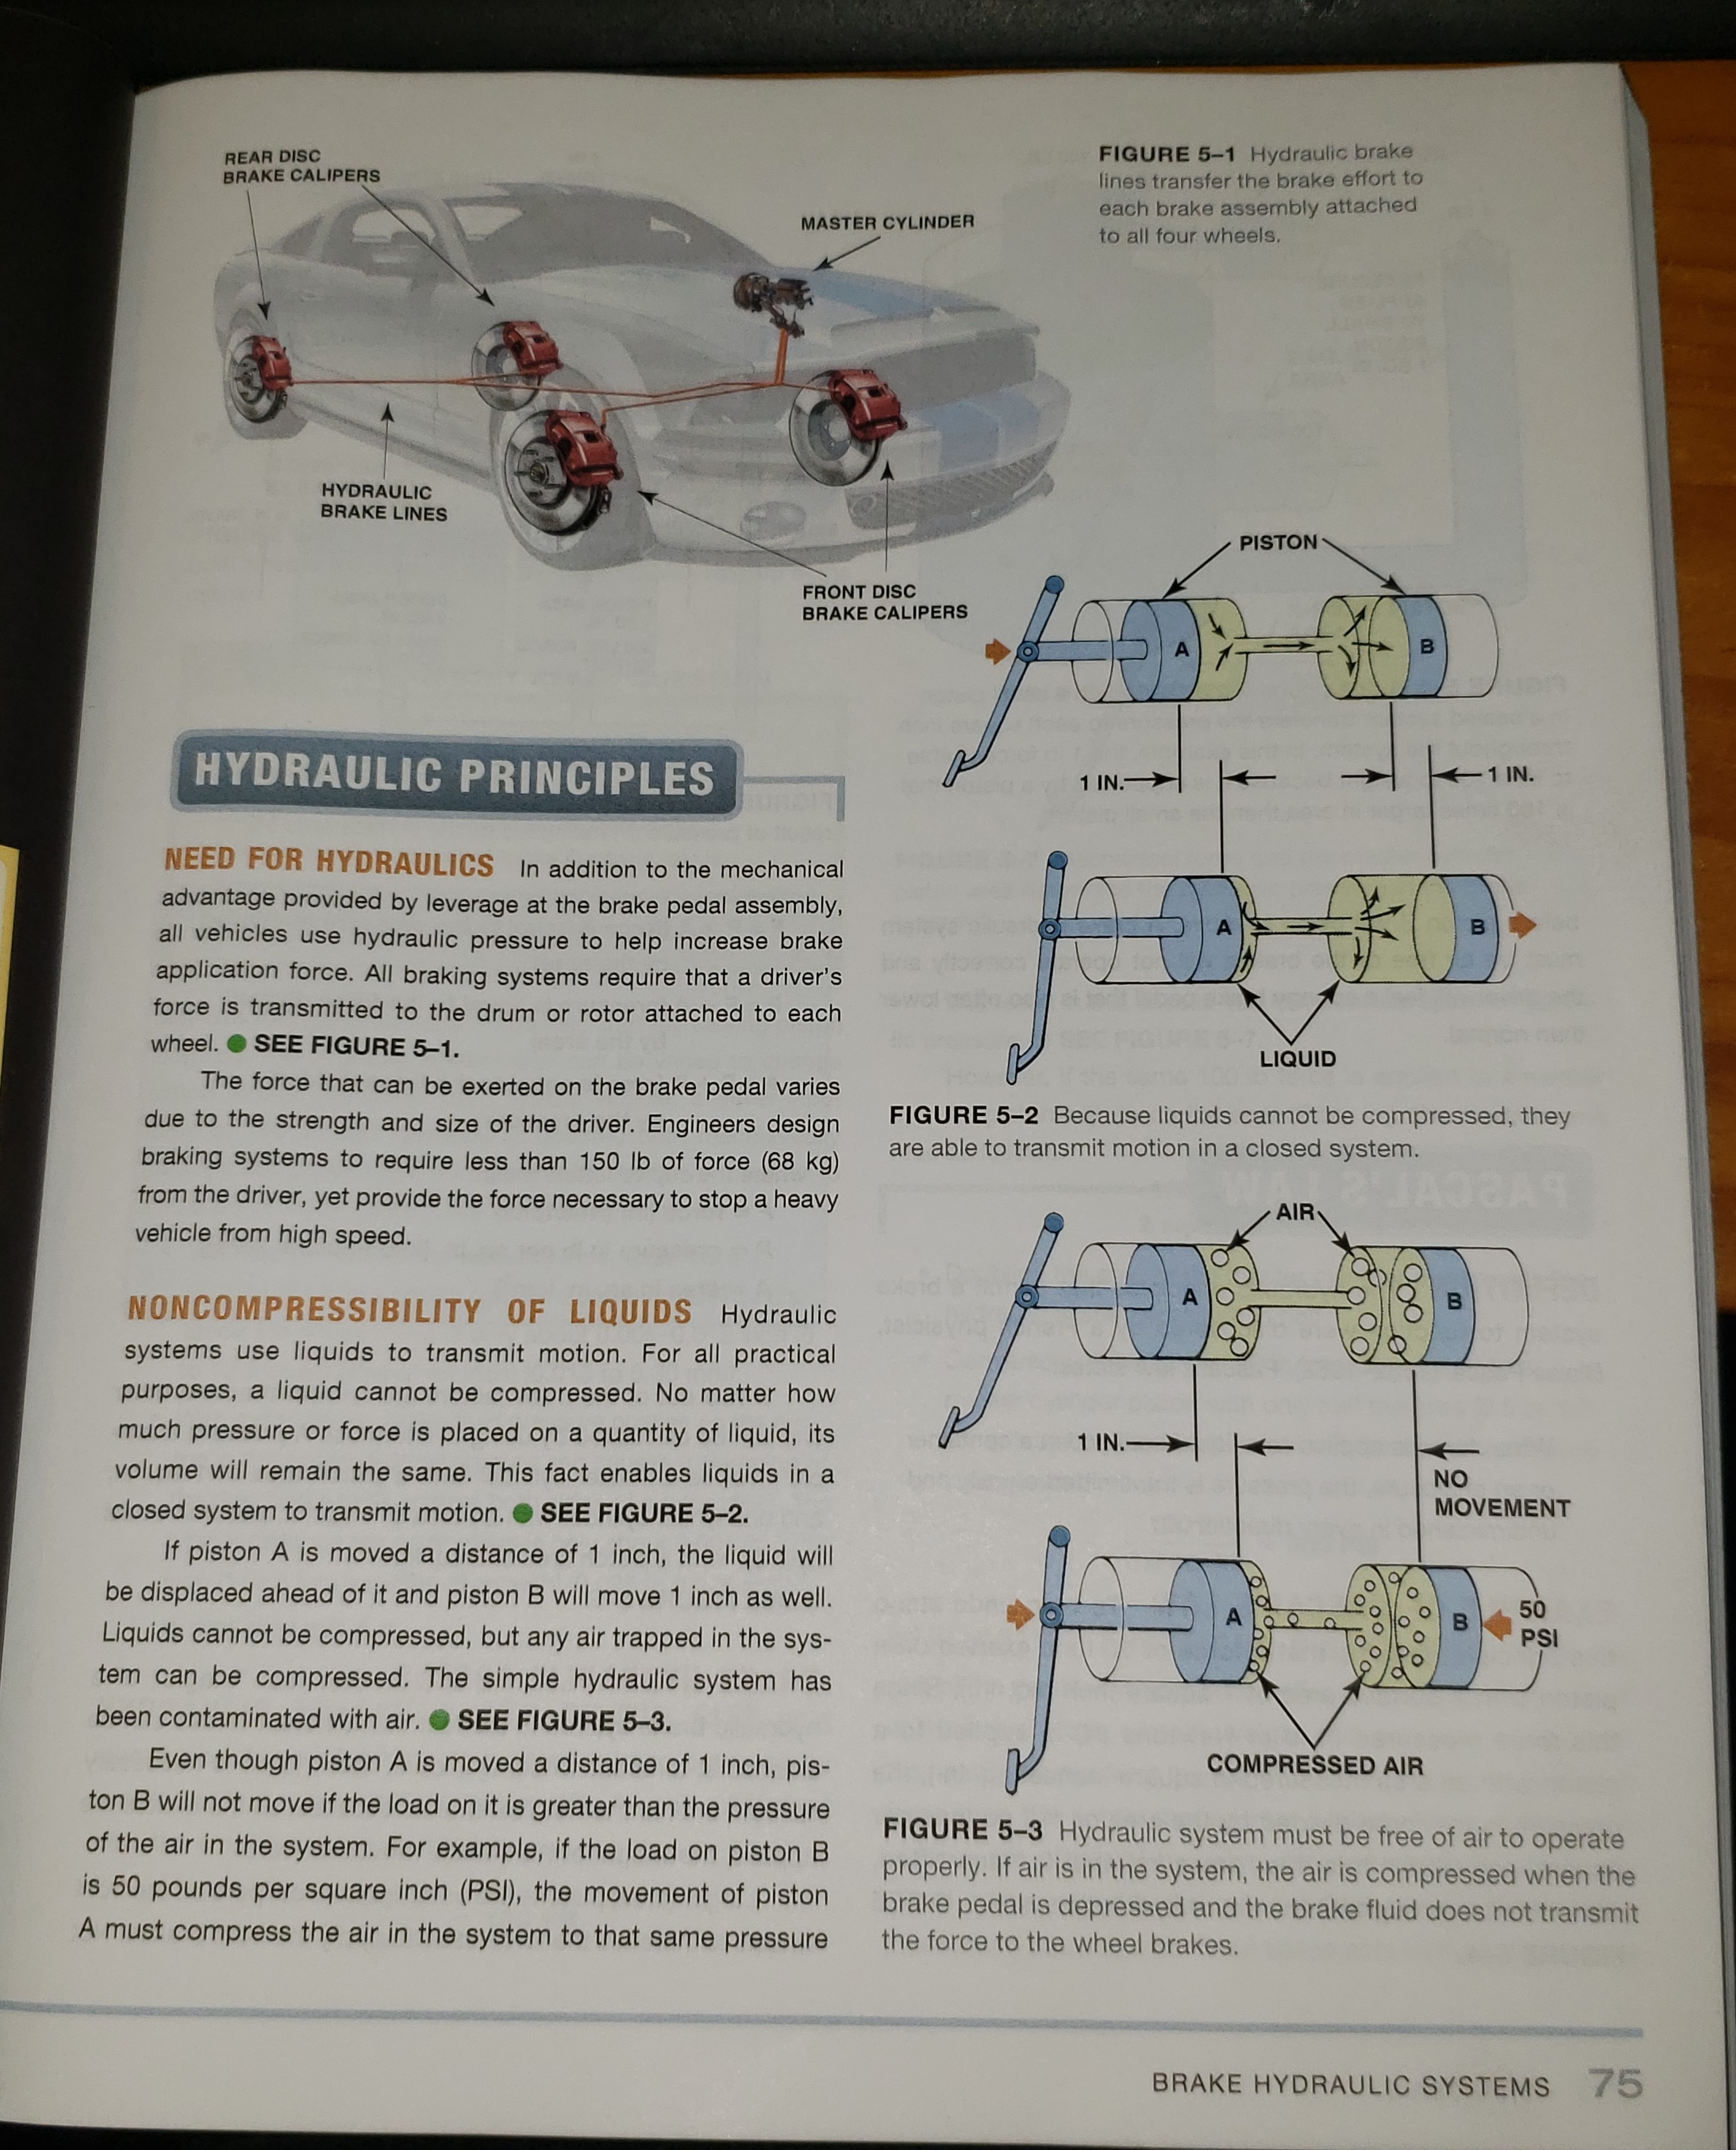 REAR DISC
BRAKE CALIPERS
MASTER CYLINDER
HYDRAULIC
BRAKE LINES
FRONT DISC
BRAKE CALIPERS
FIGURE 5–1 Hydraulic brake
lines transfer the brake effort to
each brake assembly attached
to all four wheels.
HYDRAULIC PRINCIPLES
NEED FOR HYDRAULICS In addition to the mechanical
advantage provided by leverage at the brake pedal assembly,
all vehicles use hydraulic pressure to help increase brake
application force. All braking systems require that a driver's
force is transmitted to the drum or rotor attached to each
wheel. ● SEE FIGURE 5–1.
The force that can be exerted on the brake pedal varies
due to the strength and size of the driver. Engineers design
braking systems to require less than 150 lb of force (68 kg)
from the driver, yet provide the force necessary to stop a heavy
vehicle from high speed.
NONCOMPRESSIBILITY OF LIQUIDS Hydraulic
systems use liquids to transmit motion. For all practical
purposes, a liquid cannot be compressed. No matter how
much pressure or force is placed on a quantity of liquid, its
volume will remain the same. This fact enables liquids in a
closed system to transmit motion. ● SEE FIGURE 5–2.
If piston A is moved a distance of 1 inch, the liquid will
be displaced ahead of it and piston B will move 1 inch as well.
Liquids cannot be compressed, but any air trapped in the sys-
tem can be compressed. The simple hydraulic system has
been contaminated with air. ● SEE FIGURE 5–3.
Even though piston A is moved a distance of 1 inch, pis-
ton B will not move if the load on it is greater than the pressure
of the air in the system. For example, if the load on piston B
is 50 pounds per square inch (PSI), the movement of piston
A must compress the air in the system to that same pressure
PISTON
A
B
1 IN.
1 IN.
A
B
LIQUID
FIGURE 5–2 Because liquids cannot be compressed, they
are able to transmit motion in a closed system.
AIR
A
B
1 IN.
NO
MOVEMENT
A
B
50
PSI
COMPRESSED AIR
FIGURE 5–3 Hydraulic system must be free of air to operate
properly. If air is in the system, the air is compressed when the
brake pedal is depressed and the brake fluid does not transmit
the force to the wheel brakes.
BRAKE HYDRAULIC SYSTEMS 75